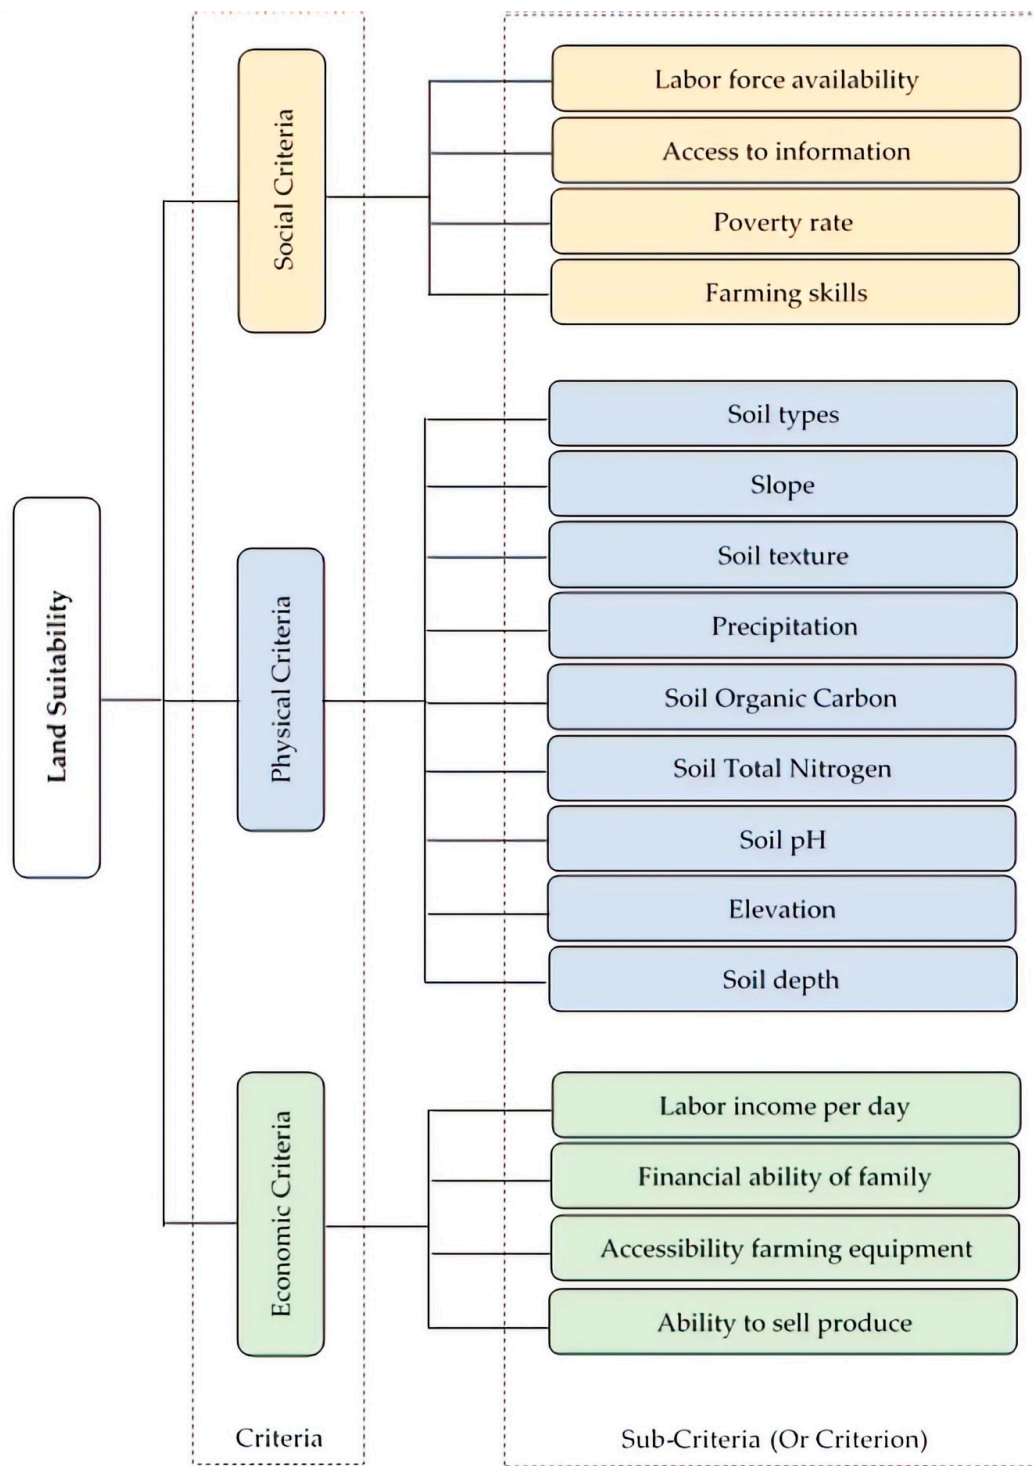 Land Suitability
Social Criteria
Labor force availability
Access to information
Poverty rate
Farming skills
Physical Criteria
Soil types
Slope
Soil texture
Precipitation
Soil Organic Carbon
Soil Total Nitrogen
Soil pH
Elevation
Soil depth
Economic Criteria
Labor income per day
Financial ability of family
Accessibility farming equipment
Ability to sell produce
Criteria
Sub-Criteria (Or Criterion)